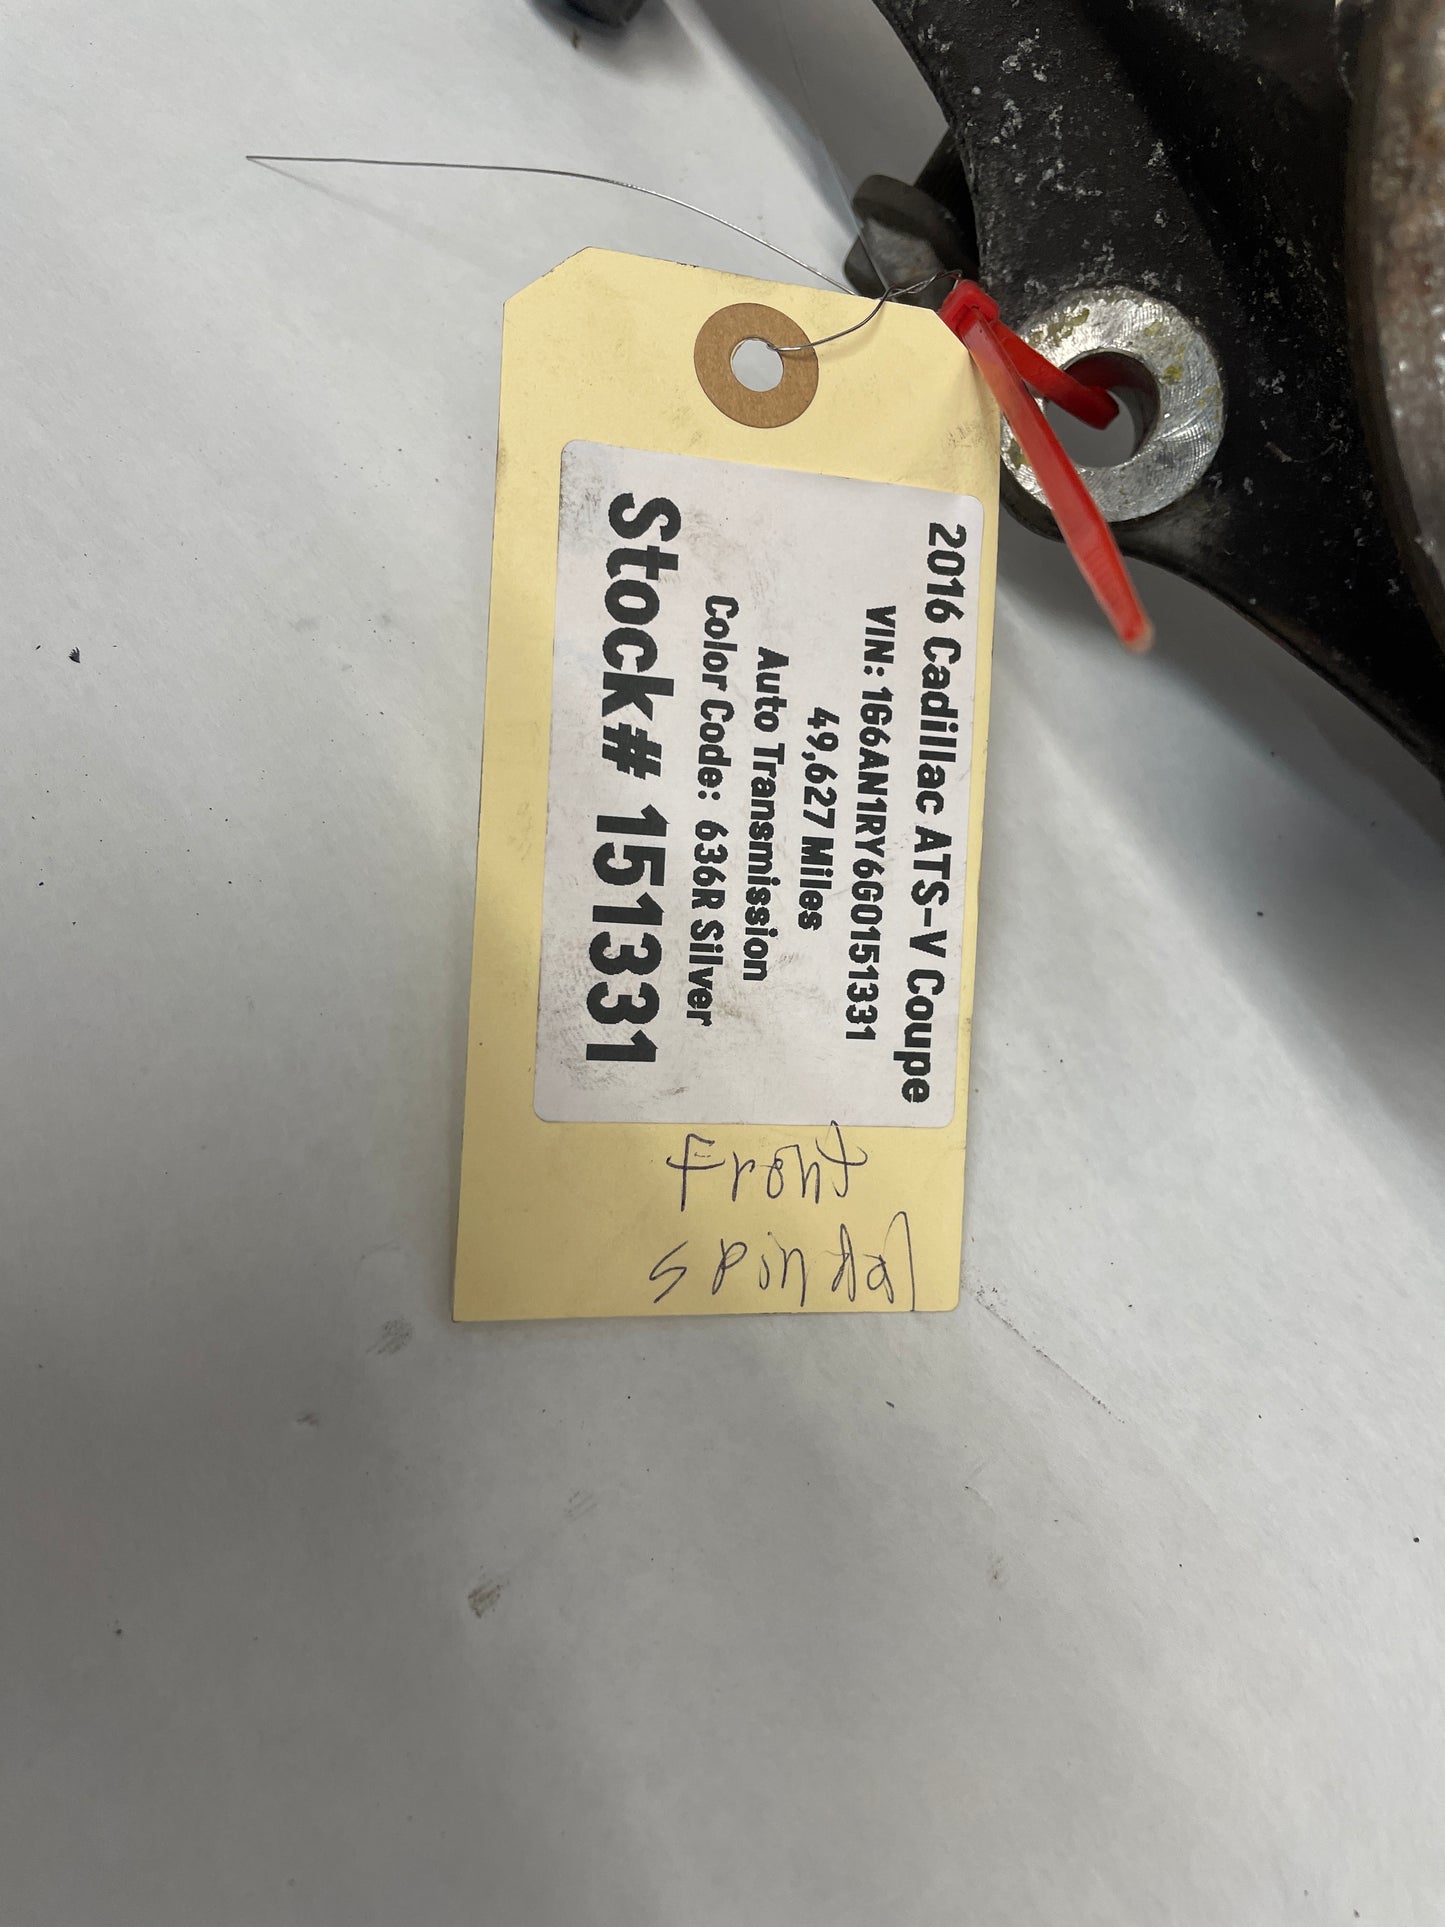 2016 Cadillac ATS-V Coupe
VIN: 1G6AN1RY6G0151331
49,627 Miles
Auto Transmission
Color Code: 636R Silver
Stock# 151331
Front
Spindal